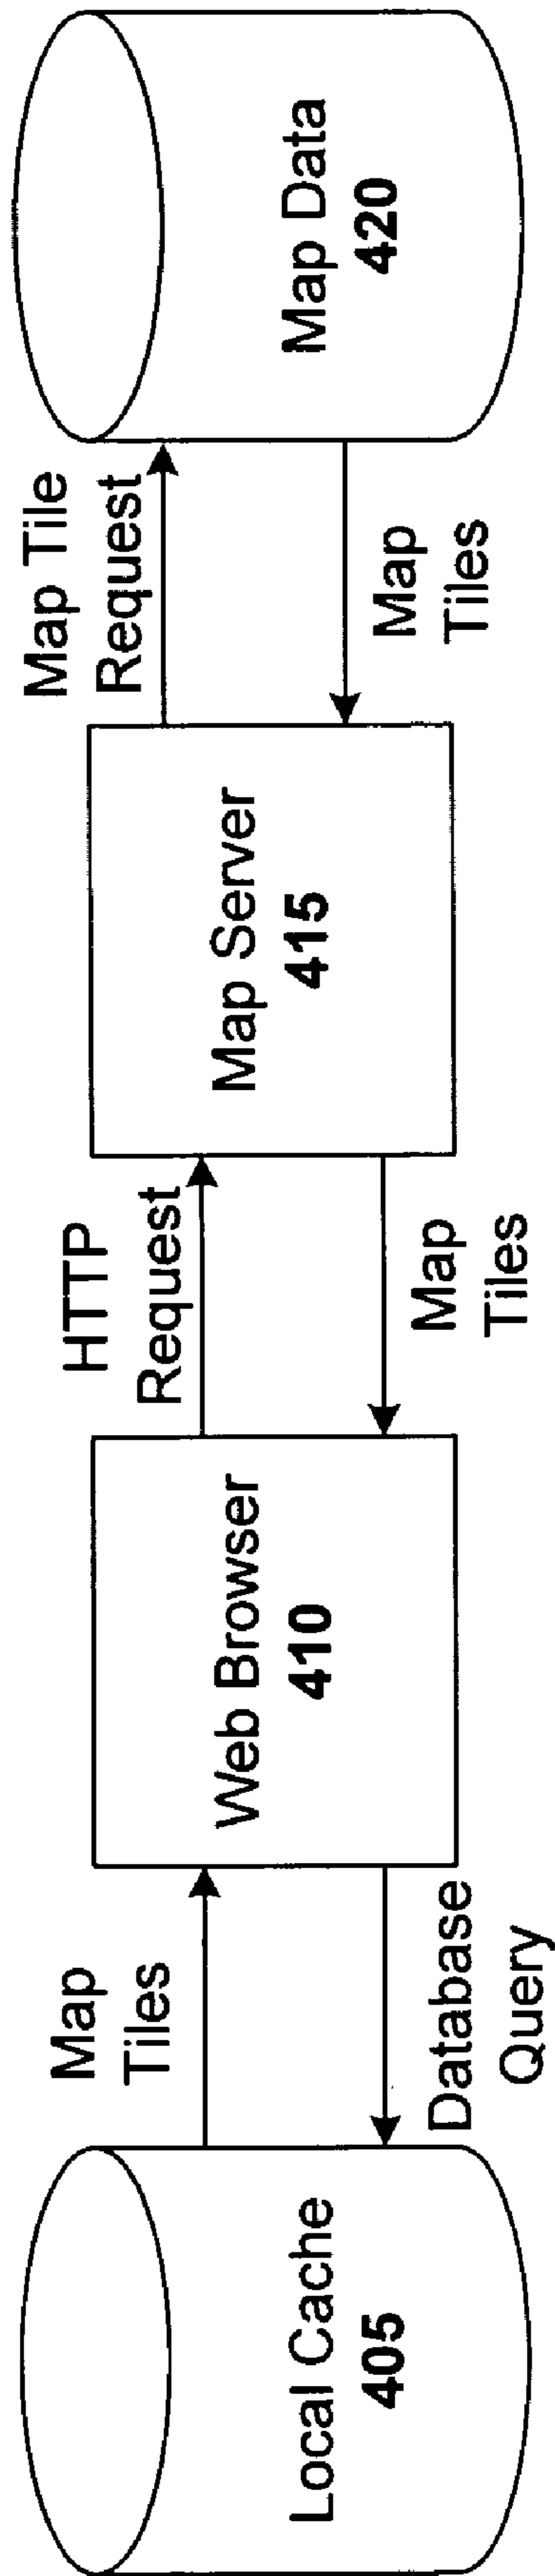 Local Cache
405
Map
Tiles
Database
Query
Web Browser
410
HTTP
Request
Map
Tiles
Map Server
415
Map Tile
Request
Map
Tiles
Map Data
420